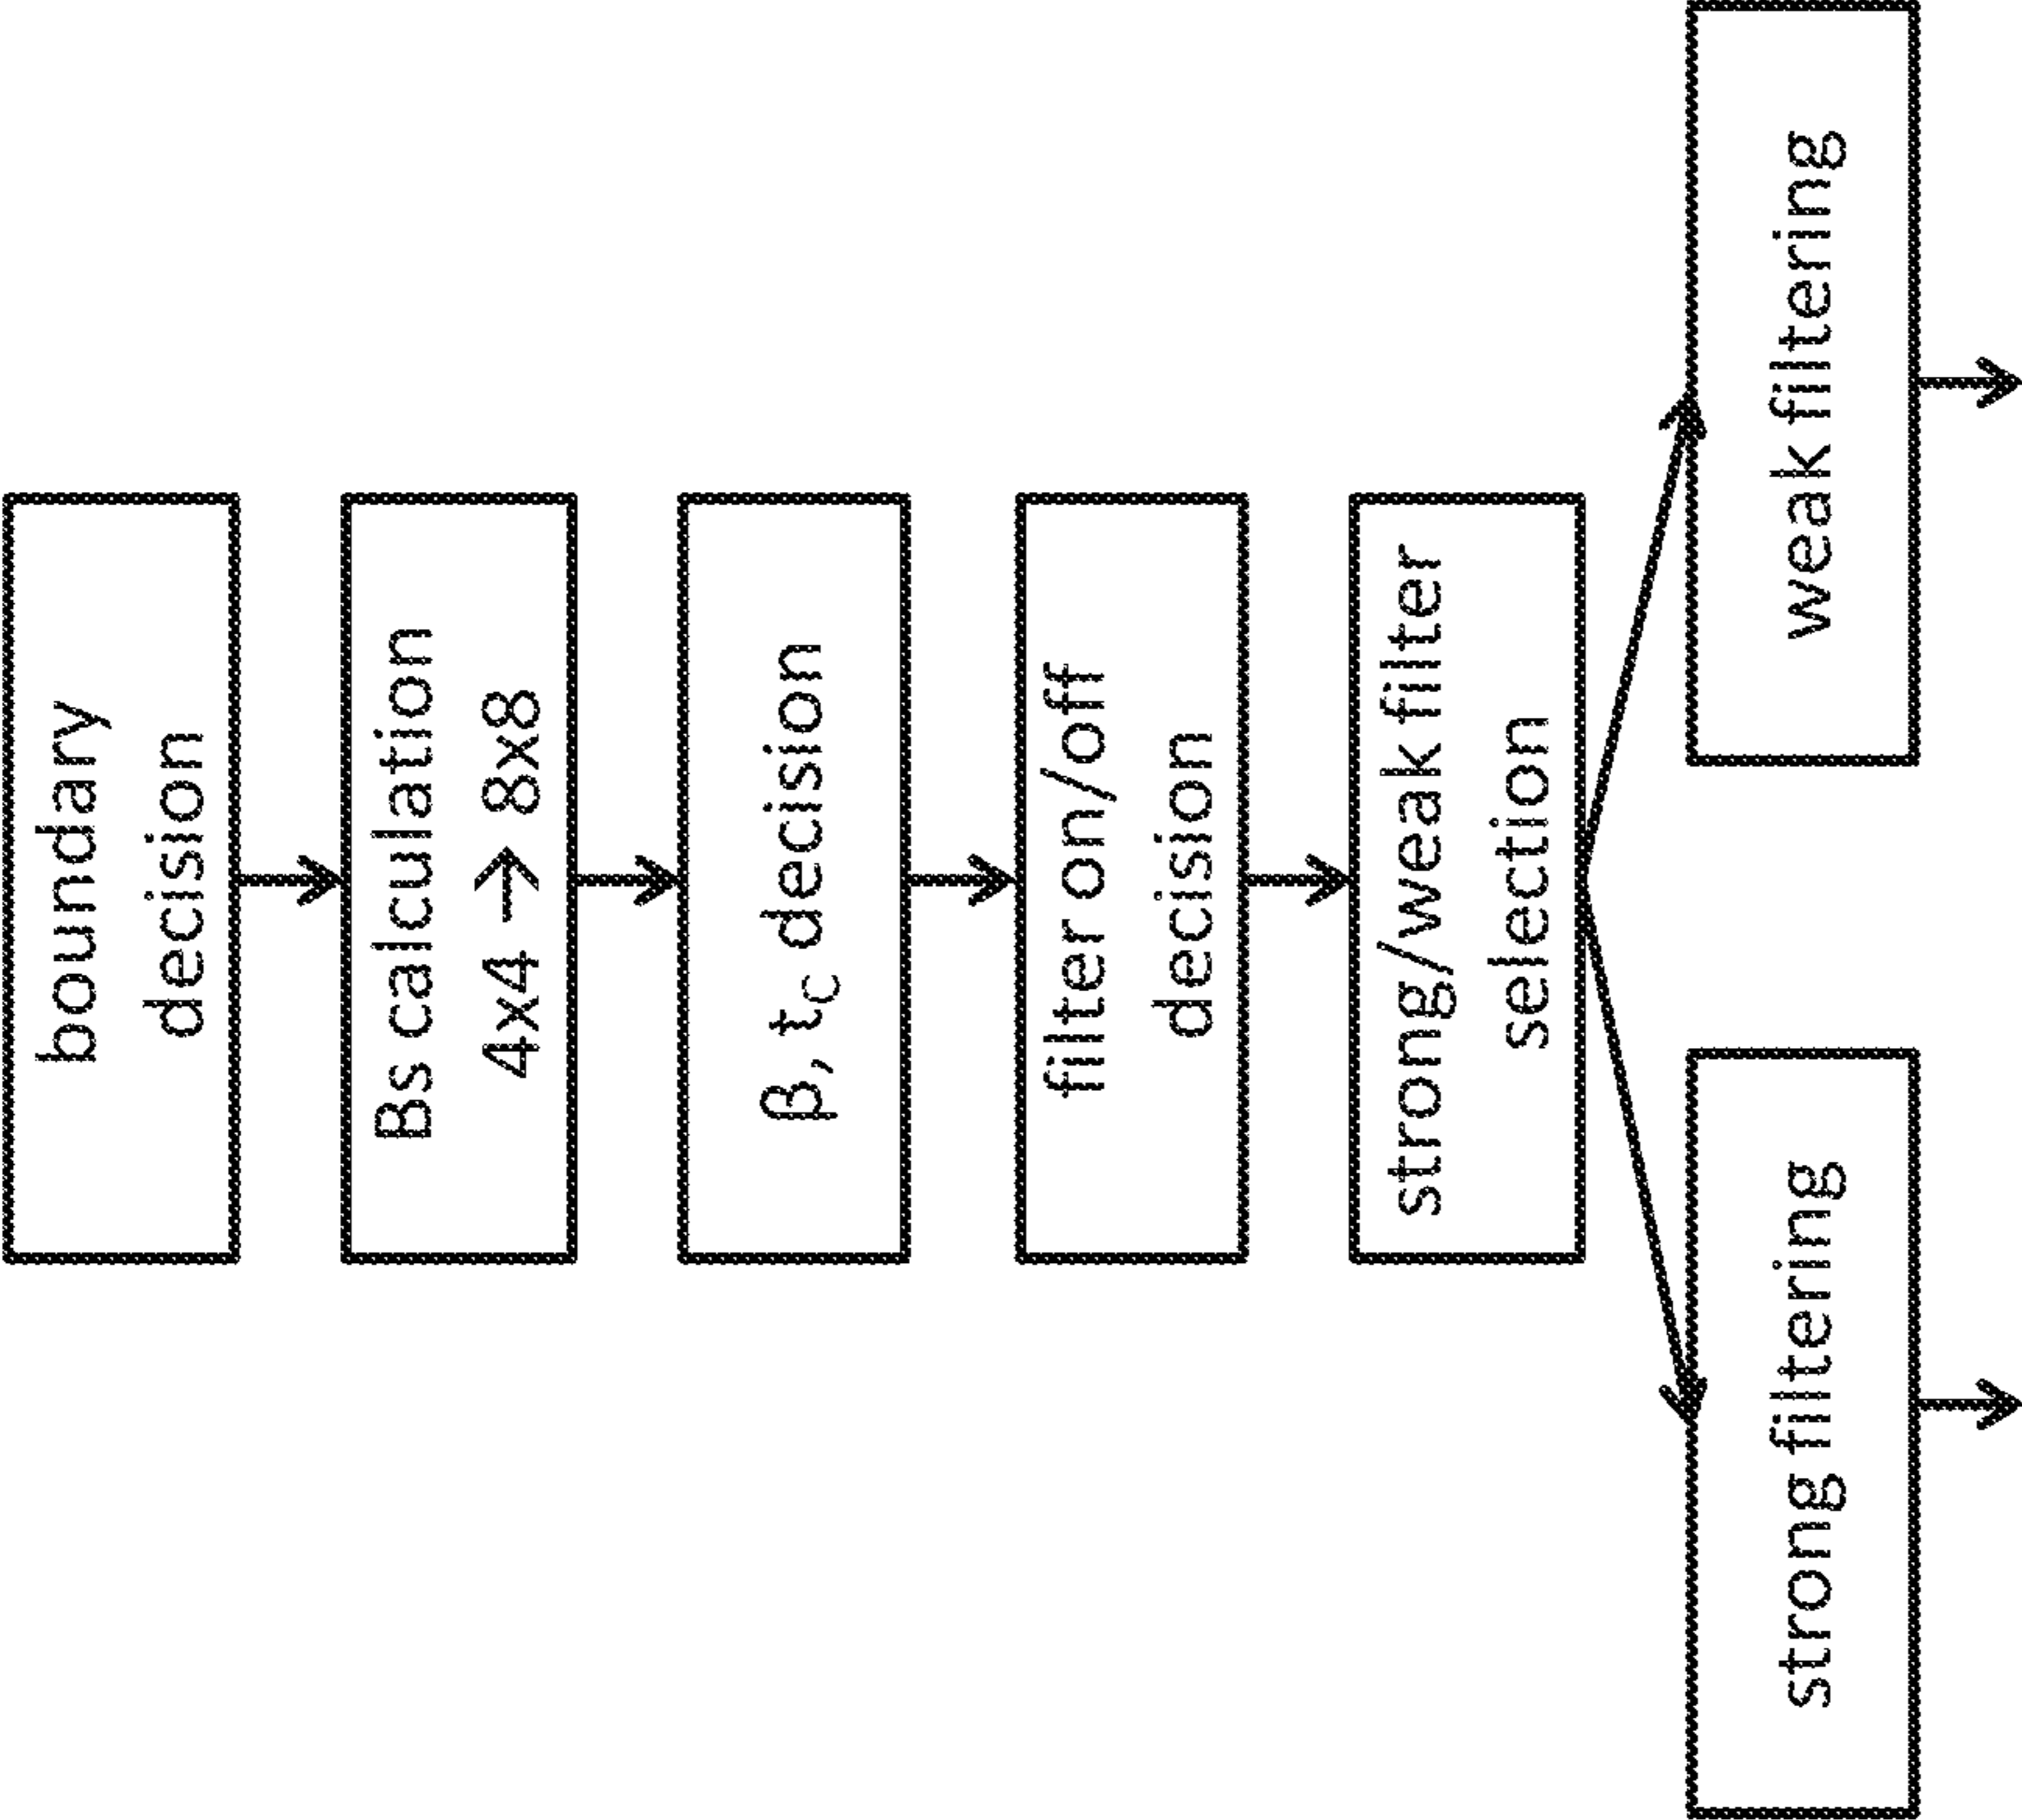 boundary
decision
Bs calculation
4x4 → 8x8
β, tc decision
filter on/off
decision
strong/weak filter
selection
strong filtering
weak filtering